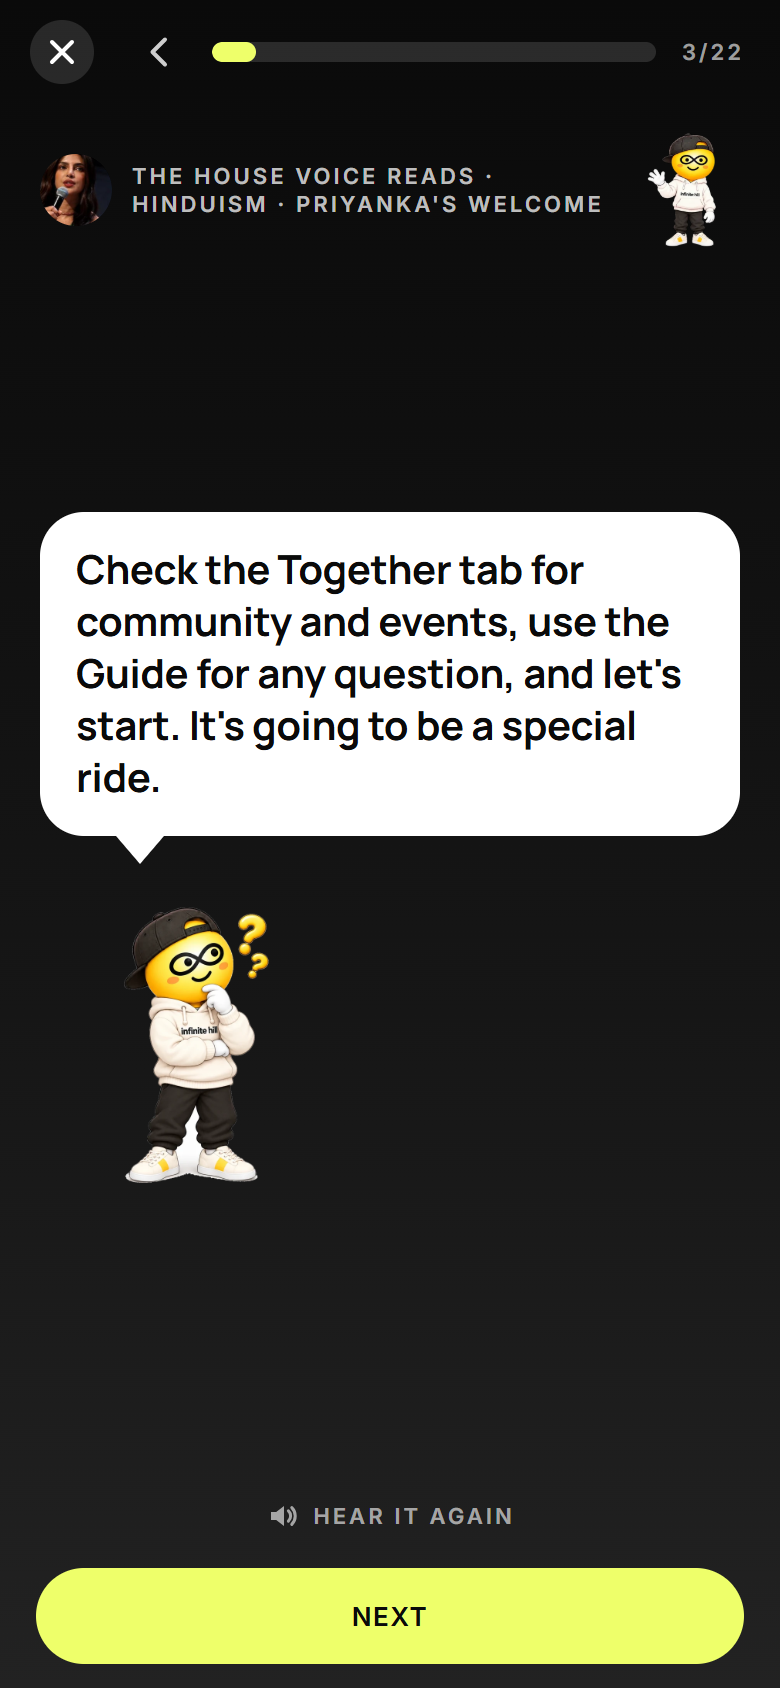 3/22
THE HOUSE VOICE READS ·
HINDUISM · PRIYANKA'S WELCOME
infinite hill
Check the Together tab for
community and events, use the
Guide for any question, and let's
start. It's going to be a special
ride.
??
infinite hill
HEAR IT AGAIN
NEXT